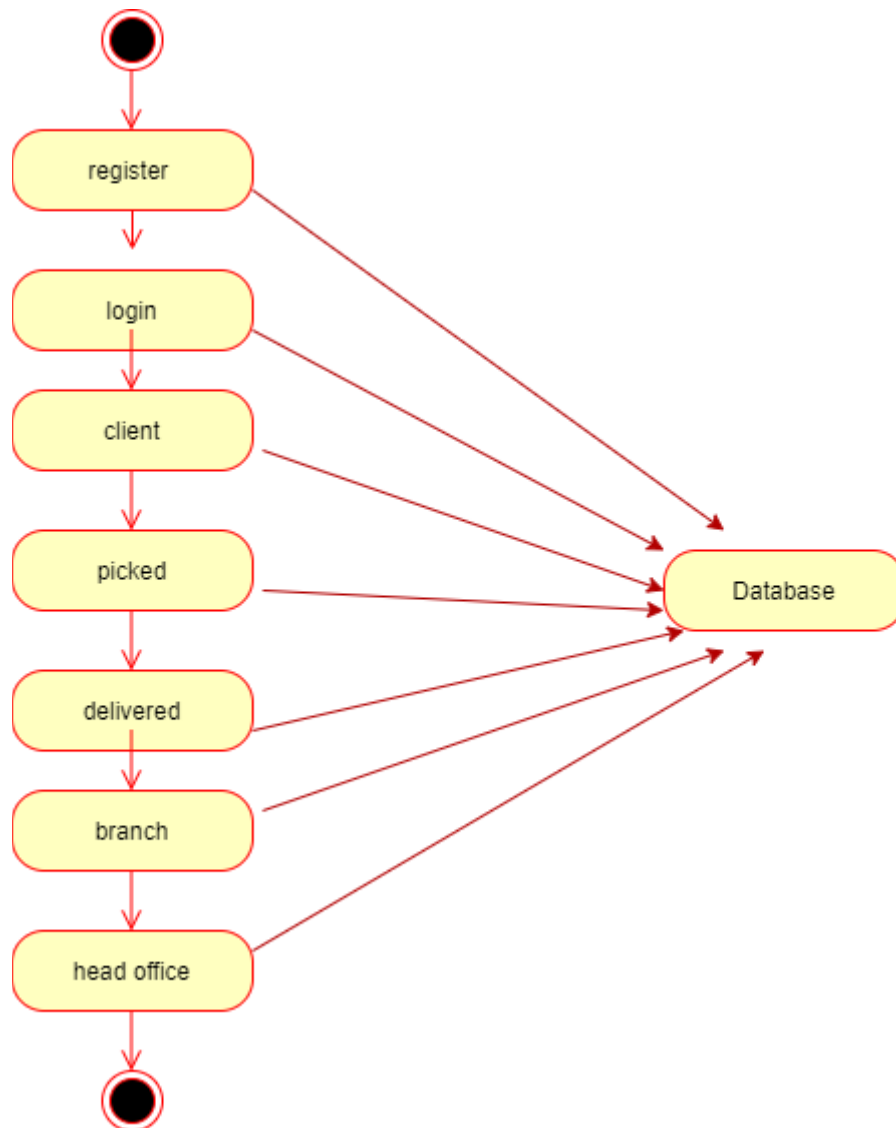 register
login
client
picked
Database
delivered
branch
head office